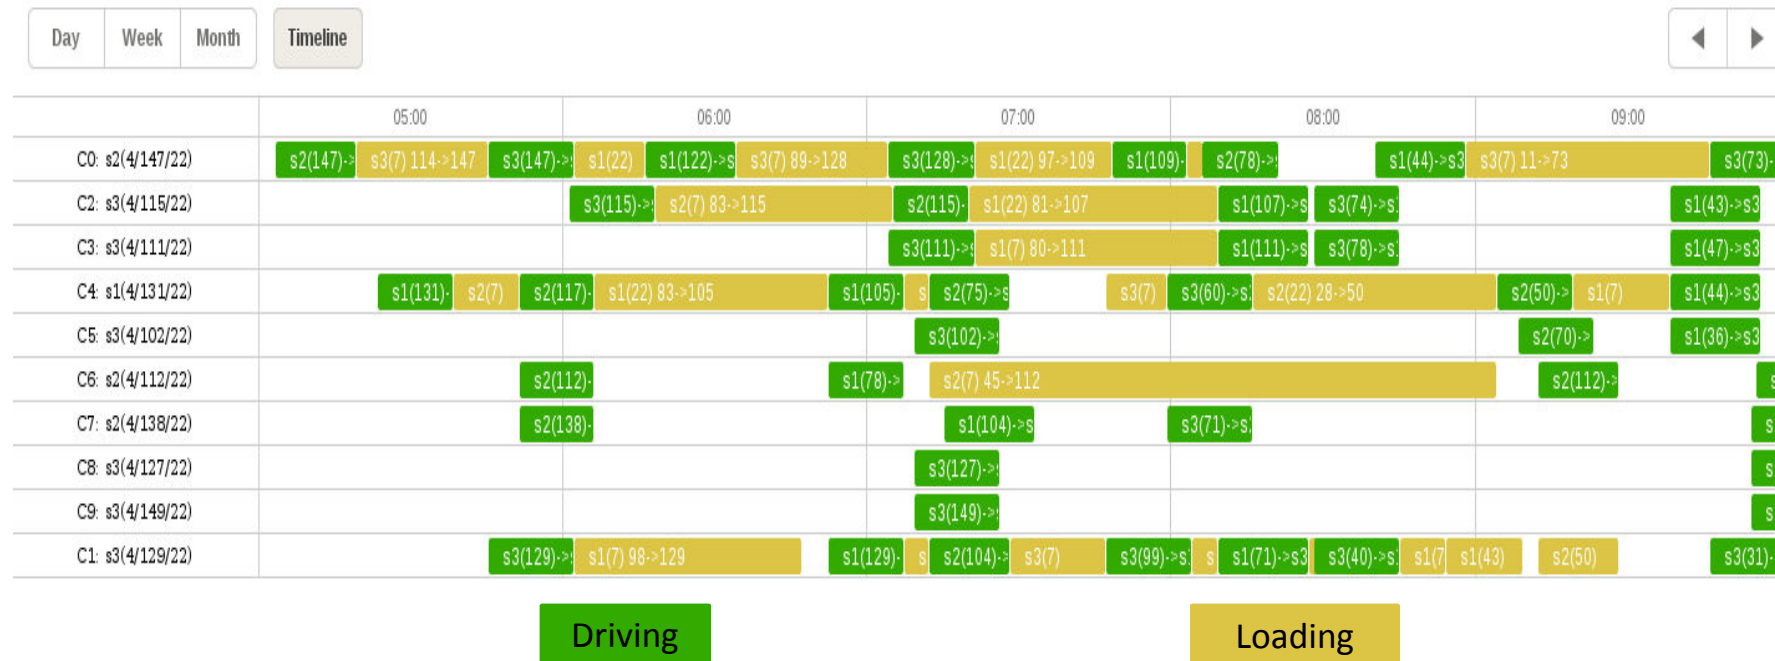 Day Week Month Timeline
05:00 06:00 07:00 08:00 09:00
C0: s2(4/147/22) s2(147)-> s3(7) 114->147 s3(147)-> s1(22) s1(122)->s s3(7) 89->128 s3(128)-> s1(22) 97->109 s1(109)- s2(78)-> s1(44)->s3 s3(7) 11->73 s3(73)-
C2: s3(4/115/22) s3(115)-> s2(7) 83->115 s2(115)- s1(22) 81->107 s1(107)->s s3(74)->s s1(43)->s3
C3: s3(4/111/22) s3(111)-> s1(7) 80->111 s1(111)->s s3(78)->s s1(47)->s3
C4: s1(4/131/22) s1(131)- s2(7) s2(117)- s1(22) 83->105 s1(105)- s s2(75)->s s3(7) s3(60)->s s2(22) 28->50 s2(50)-> s1(7) s1(44)->s3
C5: s3(4/102/22) s3(102)-> s2(70)-> s1(36)->s3
C6: s2(4/112/22) s2(112)- s1(78)-> s2(7) 45->112 s2(112)-> s
C7: s2(4/138/22) s2(138)- s1(104)->s s3(71)->s s
C8: s3(4/127/22) s3(127)-> s
C9: s3(4/149/22) s3(149)-> s
C1: s3(4/129/22) s3(129)-> s1(7) 98->129 s1(129)- s s2(104)-> s3(7) s3(99)->s s s1(71)->s3 s3(40)->s s1(7 s1(43) s2(50) s3(31)-
Driving Loading